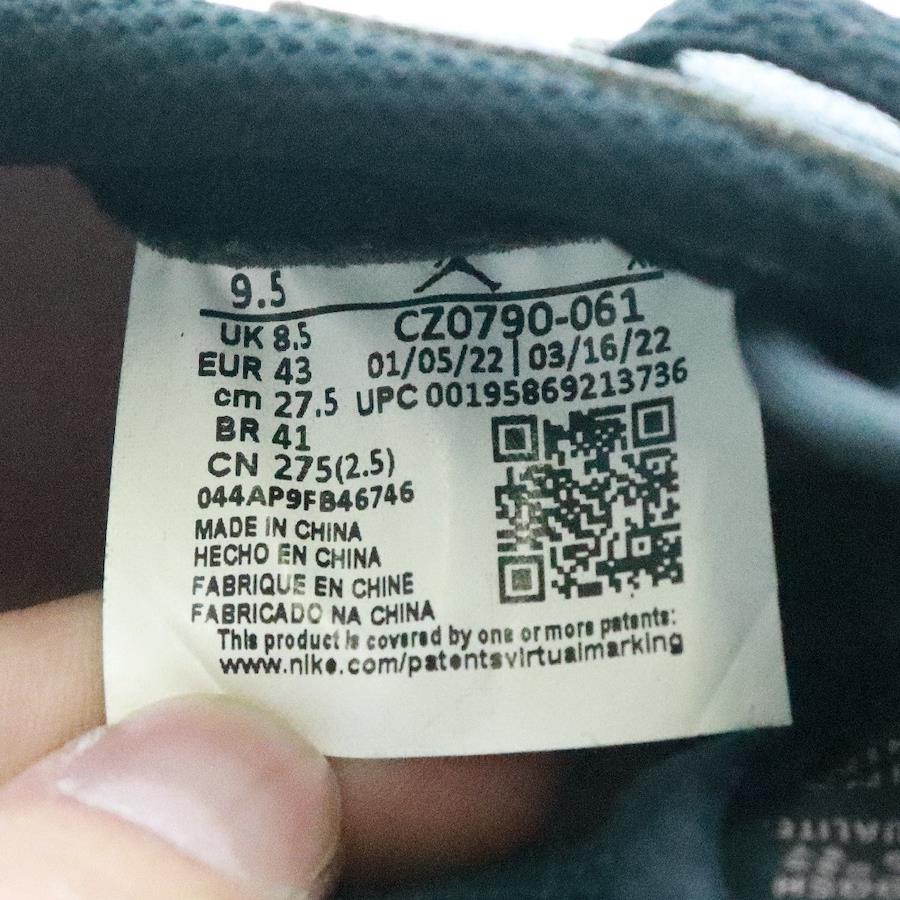 9.5
UK 8.5
EUR 43
cm 27.5
BR 41
CN 275(2.5)
CZ0790-061
01/05/22 | 03/16/22
UPC 00195869213736
044AP9FB46746
MADE IN CHINA
HECHO EN CHINA
FABRIQUE EN CHINE
FABRICADO NA CHINA
This product is covered by one or more patents:
www.nike.com/patentsvirtualmarking